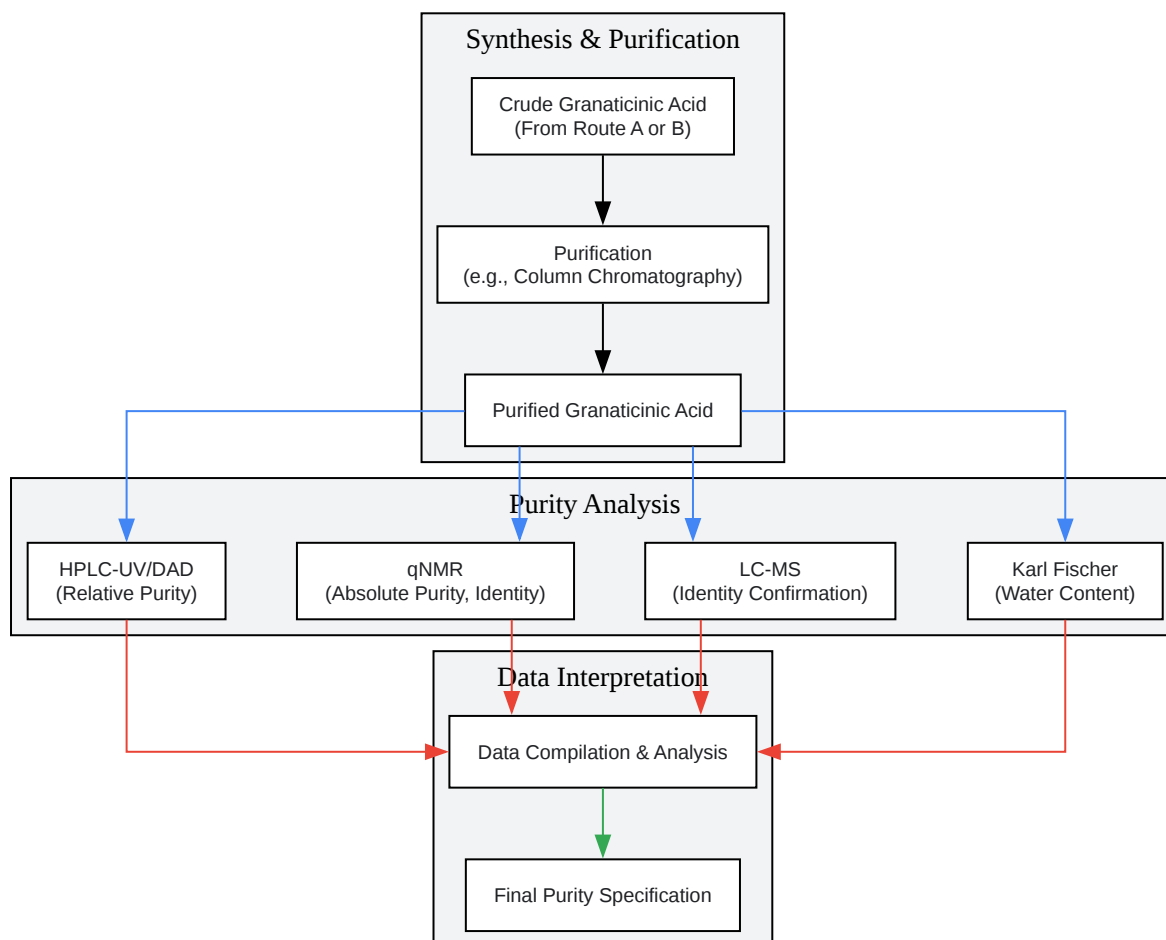 Synthesis & Purification
Crude Granaticinic Acid
(From Route A or B)
Purification
(e.g., Column Chromatography)
Purified Granaticinic Acid
Purity Analysis
HPLC-UV/DAD
(Relative Purity)
qNMR
(Absolute Purity, Identity)
LC-MS
(Identity Confirmation)
Karl Fischer
(Water Content)
Data Interpretation
Data Compilation & Analysis
Final Purity Specification